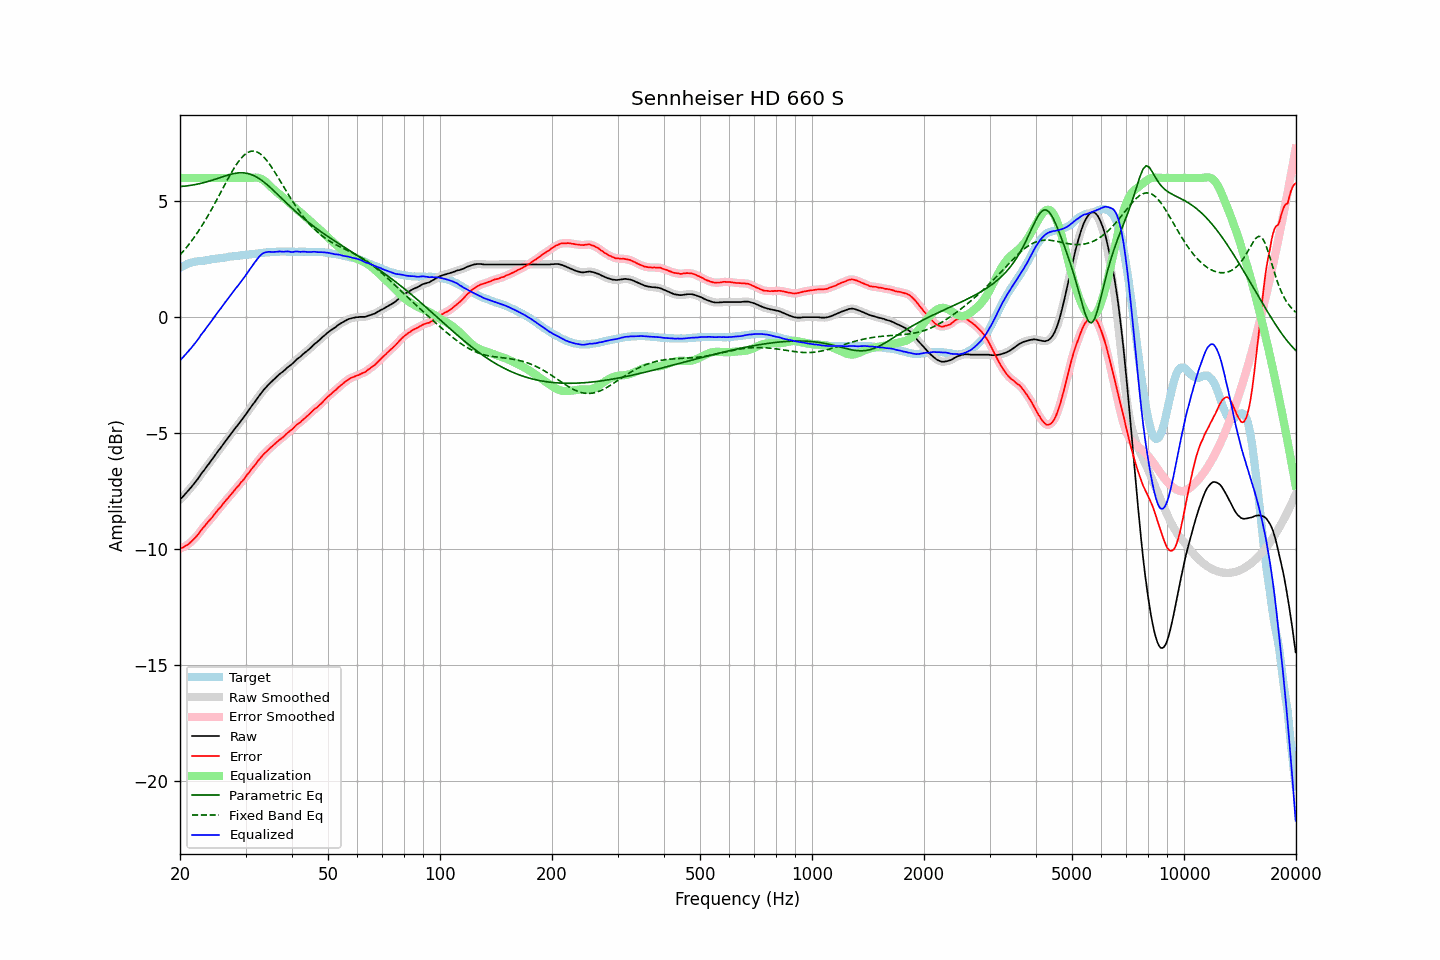 Sennheiser HD 660 S
Amplitude (dBr)
5
0
−5
−10
−15
−20
Target
Raw Smoothed
Error Smoothed
Raw
Error
Equalization
Parametric Eq
Fixed Band Eq
Equalized
20 50 100 200 500 1000 2000 5000 10000 20000
Frequency (Hz)